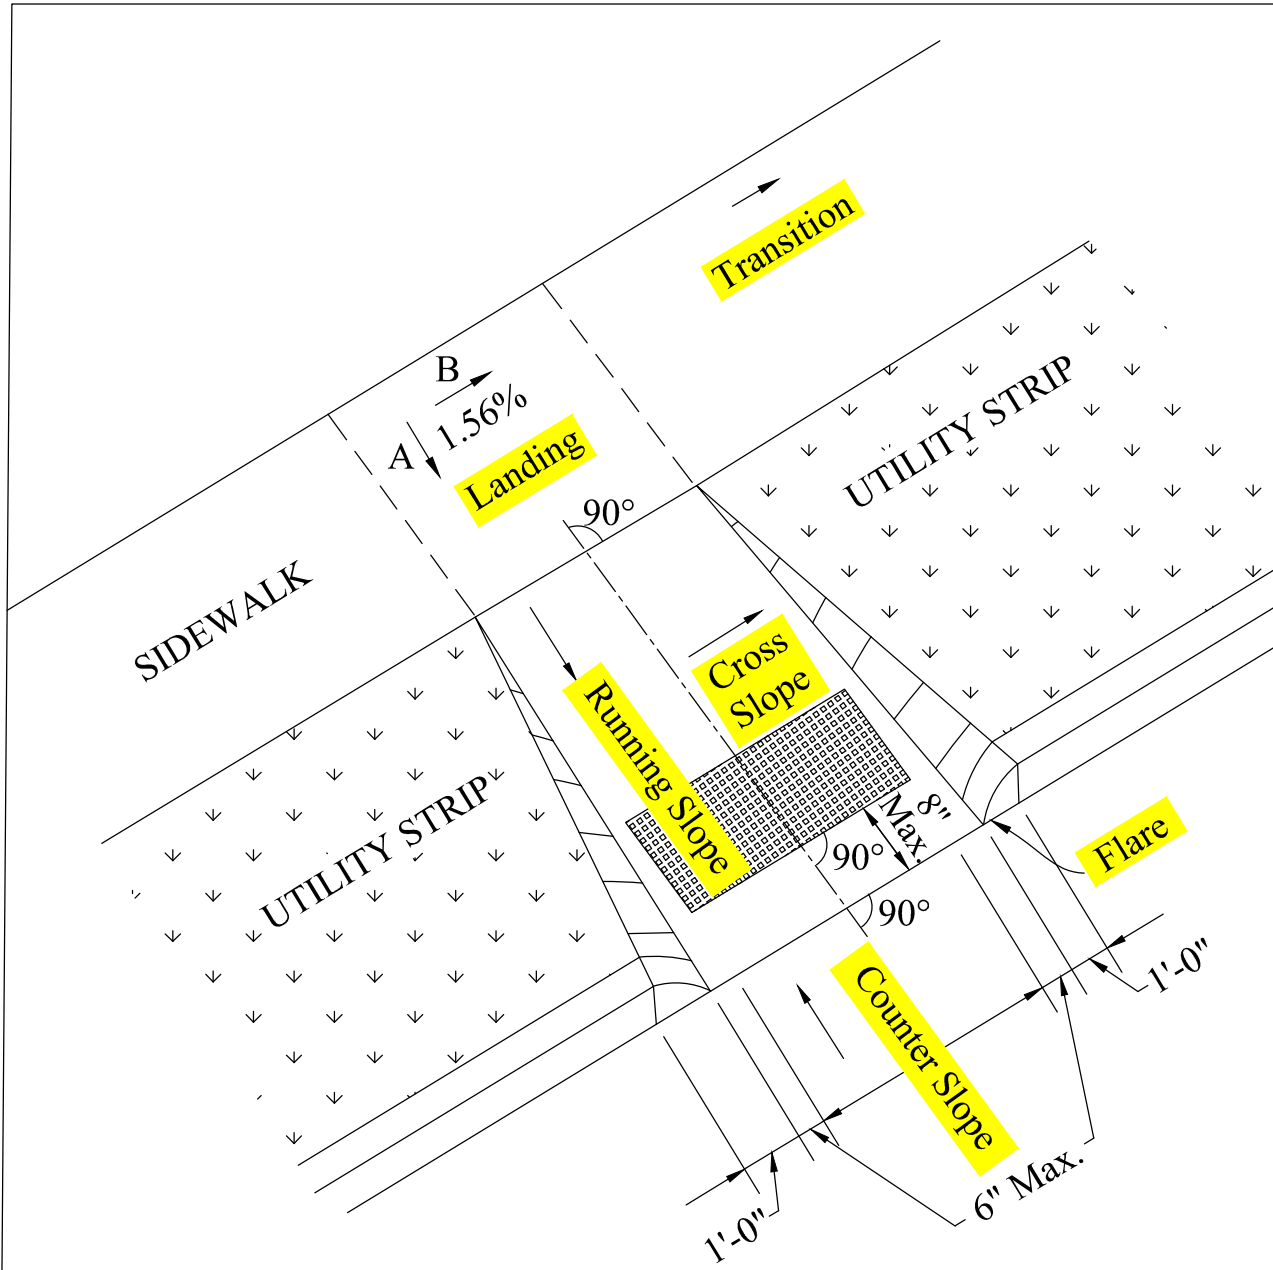 Transition
B
1.56%
A
Landing
90°
UTILITY STRIP
SIDEWALK
Cross
Slope
Running Slope
UTILITY STRIP
8"
Max.
90°
Flare
90°
Counter Slope
1'-0"
6" Max.
1'-0"